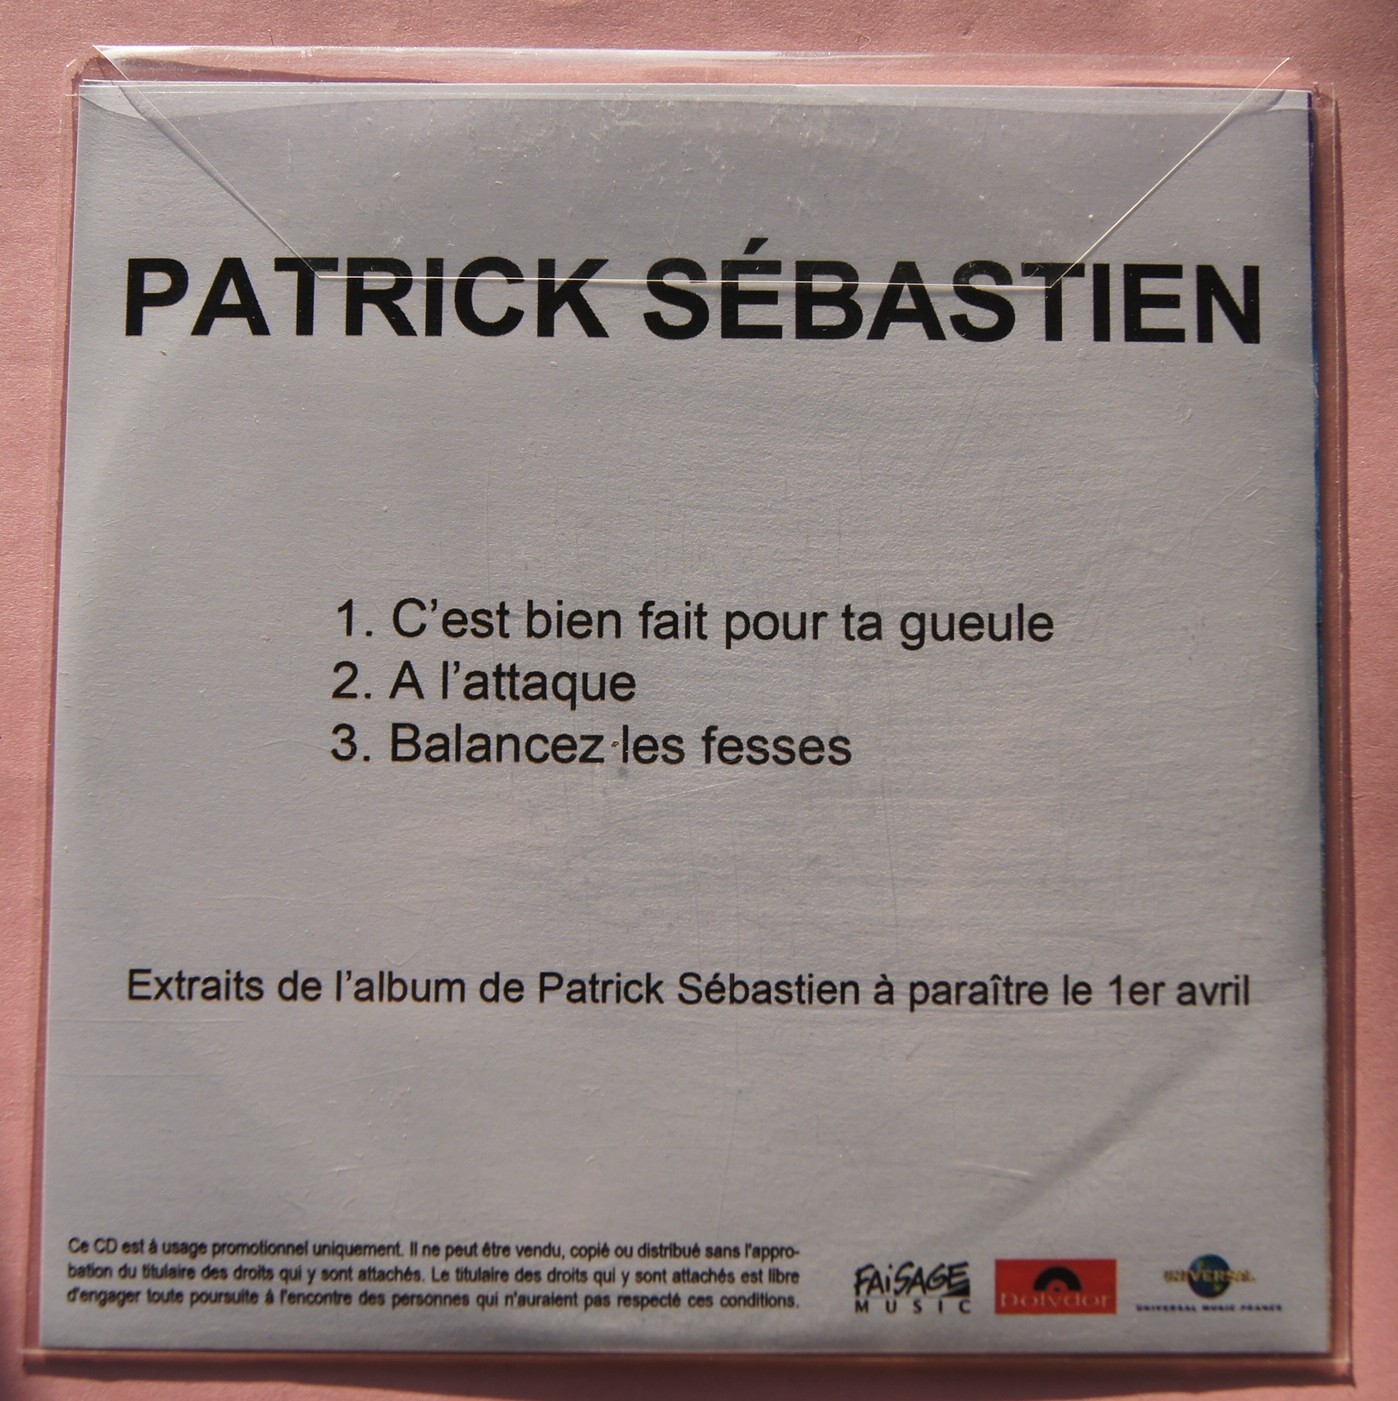 PATRICK SÉBASTIEN
1. C'est bien fait pour ta gueule
2. A l'attaque
3. Balancez les fesses
Extraits de l'album de Patrick Sébastien à paraître le 1er avril
Ce CD est à usage promotionnel uniquement. Il ne peut être vendu, copié ou distribué sans l'appro-
bation du titulaire des droits qui y sont attachés. Le titulaire des droits qui y sont attaché est libre
d'engager toute poursuite à l'encontre des personnes qui n'auraient pas respecté ces conditions.
FAiSAGE
MUSIC
Polydor
UNIVERSAL
UNIVERSAL MUSIC FRANCE